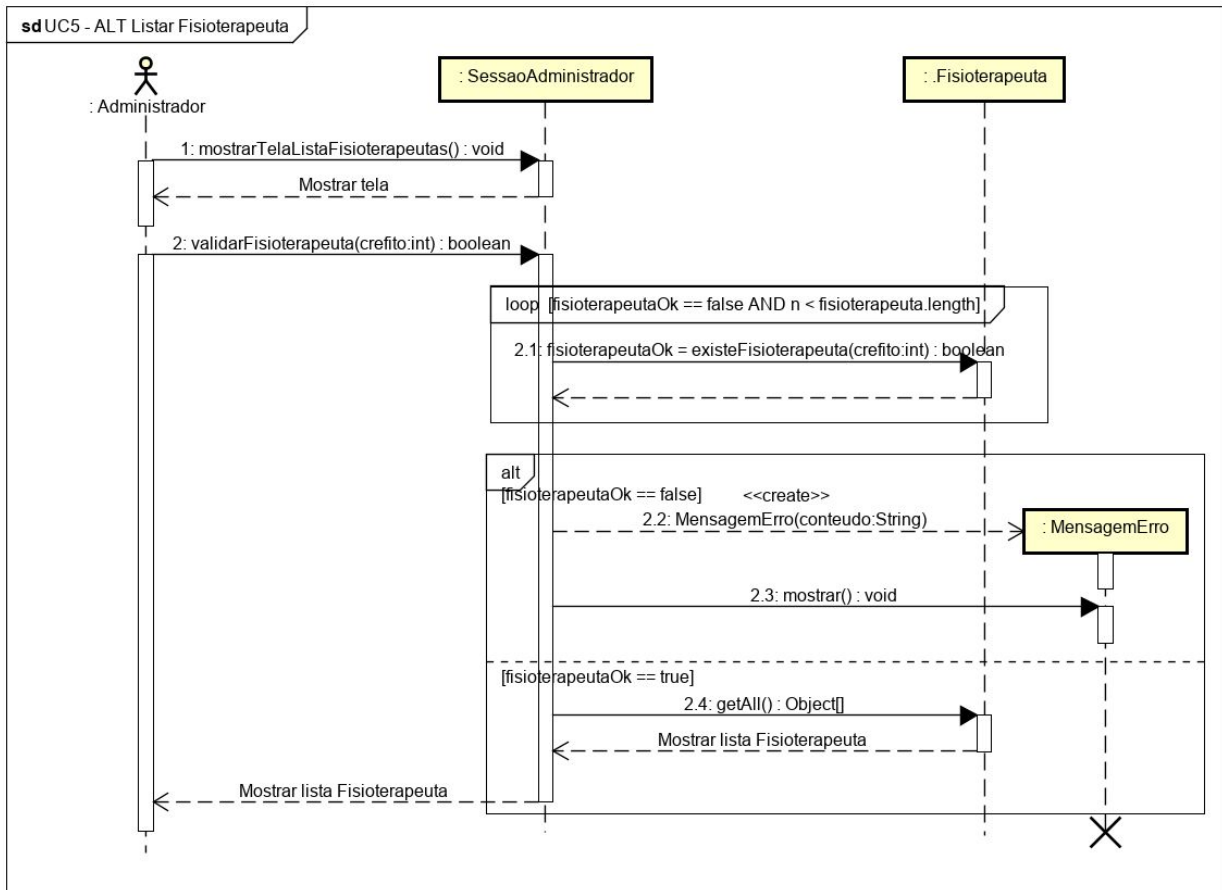 sd UC5 - ALT Listar Fisioterapeuta
: Administrador
: SessaoAdministrador
: .Fisioterapeuta
1: mostrarTelaListaFisioterapeutas() : void
Mostrar tela
2: validarFisioterapeuta(crefito:int) : boolean
loop [fisioterapeutaOk == false AND n < fisioterapeuta.length]
2.1: fisioterapeutaOk = existeFisioterapeuta(crefito:int) : boolean
alt
[fisioterapeutaOk == false]
<<create>>
2.2: MensagemErro(conteudo:String)
: MensagemErro
2.3: mostrar() : void
[fisioterapeutaOk == true]
2.4: getAll() : Object[]
Mostrar lista Fisioterapeuta
Mostrar lista Fisioterapeuta